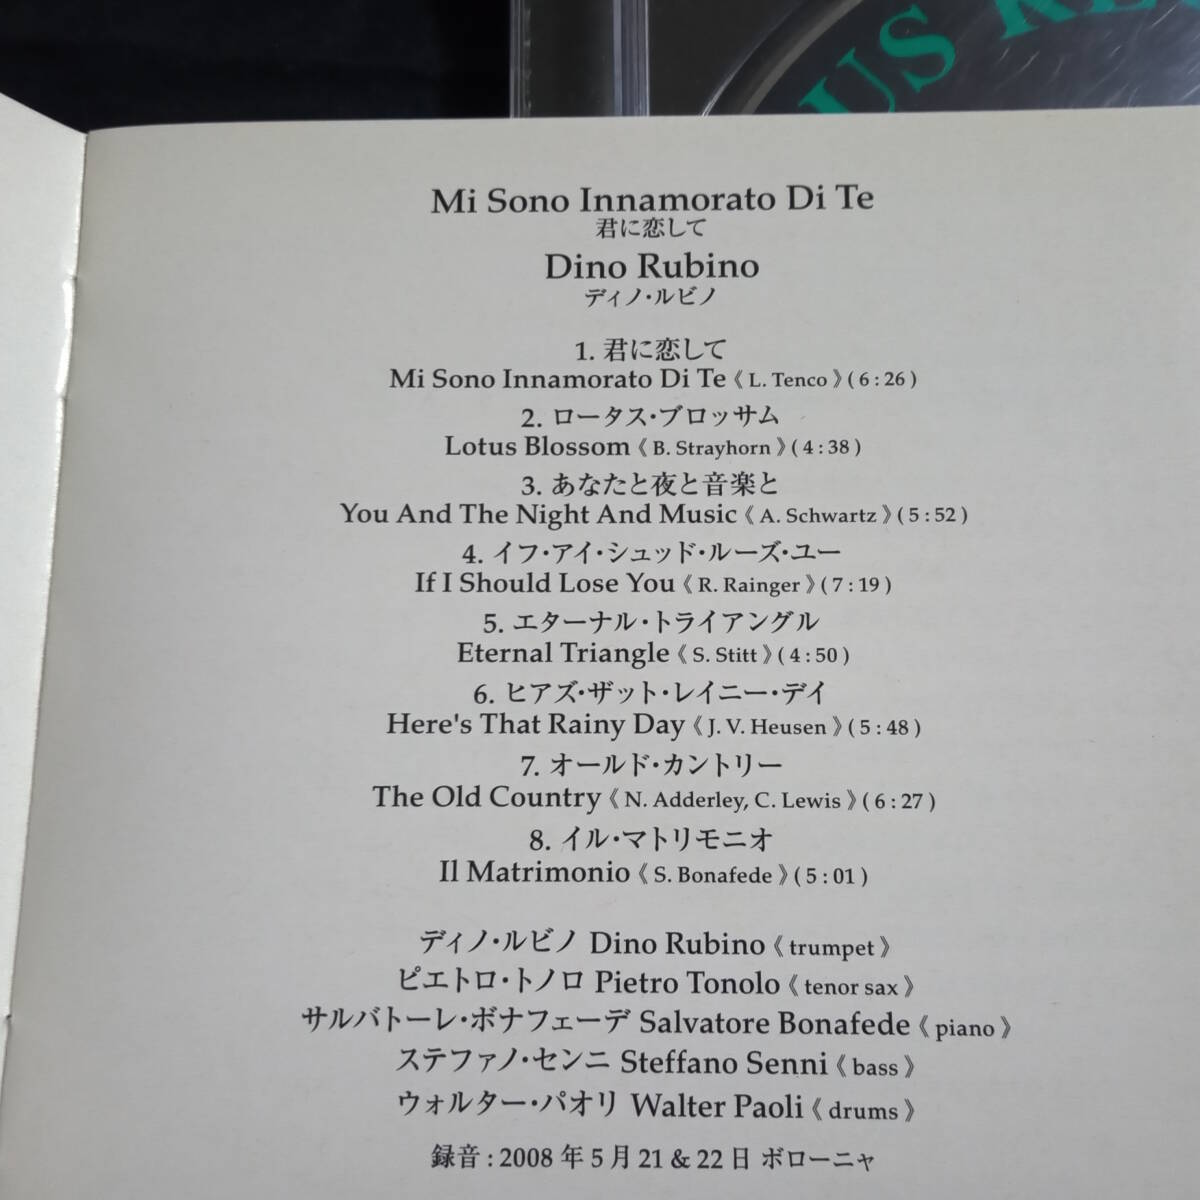 US RE
Mi Sono Innamorato Di Te
君に恋して
Dino Rubino
ディノ・ルビノ
1. 君に恋して
Mi Sono Innamorato Di Te《 L. Tenco 》( 6 : 26 )
2. ロータス・ブロッサム
Lotus Blossom《 B. Strayhorn 》( 4 : 38 )
3. あなたと夜と音楽と
You And The Night And Music《 A. Schwartz 》( 5 : 52 )
4. イフ・アイ・シュッド・ルーズ・ユー
If I Should Lose You《 R. Rainger 》( 7 : 19 )
5. エターナル・トライアングル
Eternal Triangle《 S. Stitt 》( 4 : 50 )
6. ヒアズ・ザット・レイニー・デイ
Here's That Rainy Day《 J. V. Heusen 》( 5 : 48 )
7. オールド・カントリー
The Old Country《 N. Adderley, C. Lewis 》( 6 : 27 )
8. イル・マトリモニオ
Il Matrimonio《 S. Bonafede 》( 5 : 01 )
ディノ・ルビノ Dino Rubino《 trumpet 》
ピエトロ・トノロ Pietro Tonolo《 tenor sax 》
サルバトーレ・ボナフェーデ Salvatore Bonafede《 piano 》
ステファノ・センニ Steffano Senni《 bass 》
ウォルター・パオリ Walter Paoli《 drums 》
録音 : 2008 年 5 月 21 & 22 日 ボローニャ